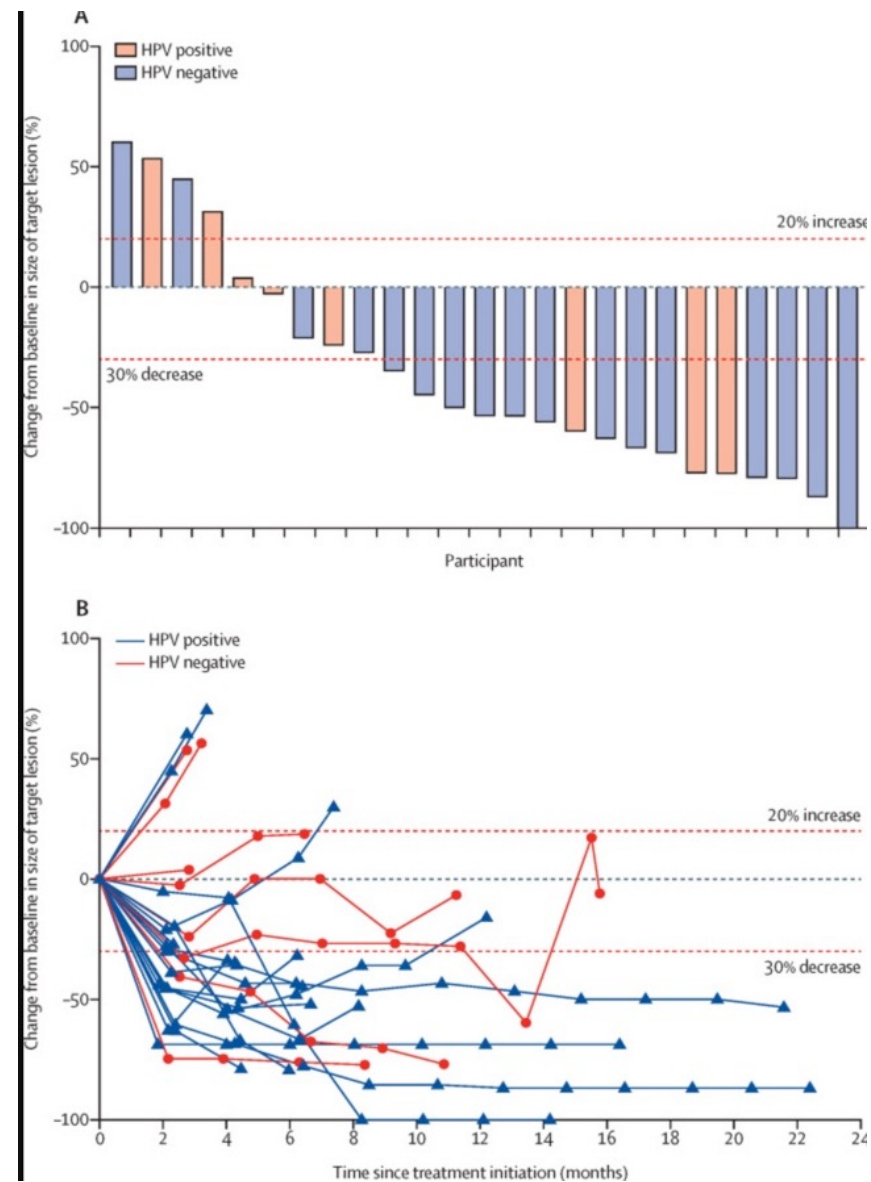 A
100
HPV positive
HPV negative
50
20% increase
0
30% decrease
–50
–100
Change from baseline in size of target lesion (%)
Participant
B
100
HPV positive
HPV negative
50
20% increase
0
30% decrease
–50
–100
Change from baseline in size of target lesion (%)
0 2 4 6 8 10 12 14 16 18 20 22 24
Time since treatment initiation (months)